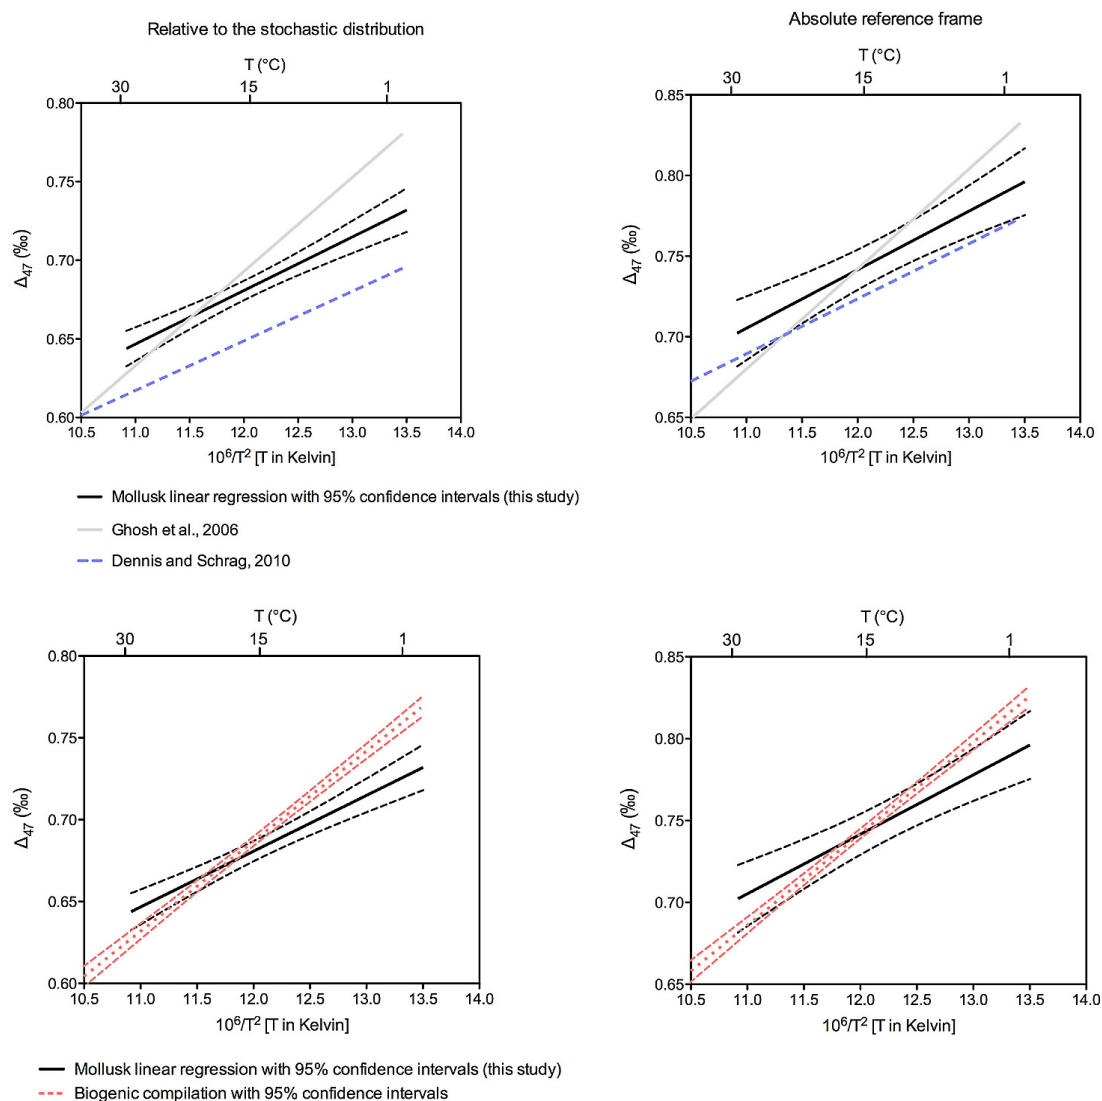 Relative to the stochastic distribution
Absolute reference frame
T (°C)
30 15 1
0.80
0.75
0.70
0.65
0.60
Δ47 (‰)
10.5 11.0 11.5 12.0 12.5 13.0 13.5 14.0
10⁶/T² [T in Kelvin]
T (°C)
30 15 1
0.85
0.80
0.75
0.70
0.65
Δ47 (‰)
10.5 11.0 11.5 12.0 12.5 13.0 13.5 14.0
10⁶/T² [T in Kelvin]
Mollusk linear regression with 95% confidence intervals (this study)
Ghosh et al., 2006
Dennis and Schrag, 2010
T (°C)
30 15 1
0.80
0.75
0.70
0.65
0.60
Δ47 (‰)
10.5 11.0 11.5 12.0 12.5 13.0 13.5 14.0
10⁶/T² [T in Kelvin]
T (°C)
30 15 1
0.85
0.80
0.75
0.70
0.65
Δ47 (‰)
10.5 11.0 11.5 12.0 12.5 13.0 13.5 14.0
10⁶/T² [T in Kelvin]
Mollusk linear regression with 95% confidence intervals (this study)
Biogenic compilation with 95% confidence intervals